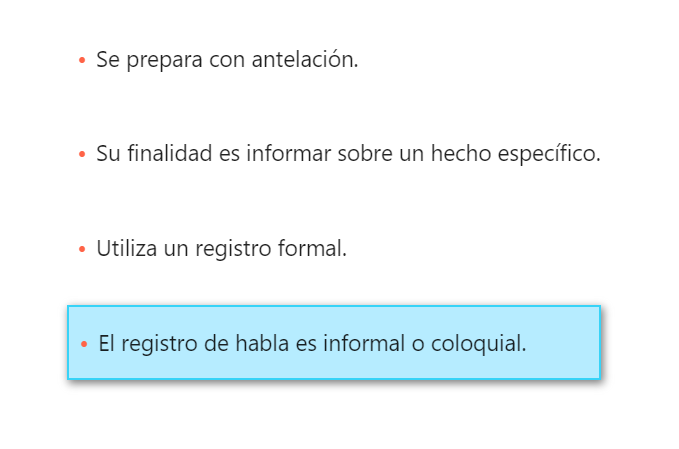 • Se prepara con antelación.
• Su finalidad es informar sobre un hecho específico.
• Utiliza un registro formal.
• El registro de habla es informal o coloquial.